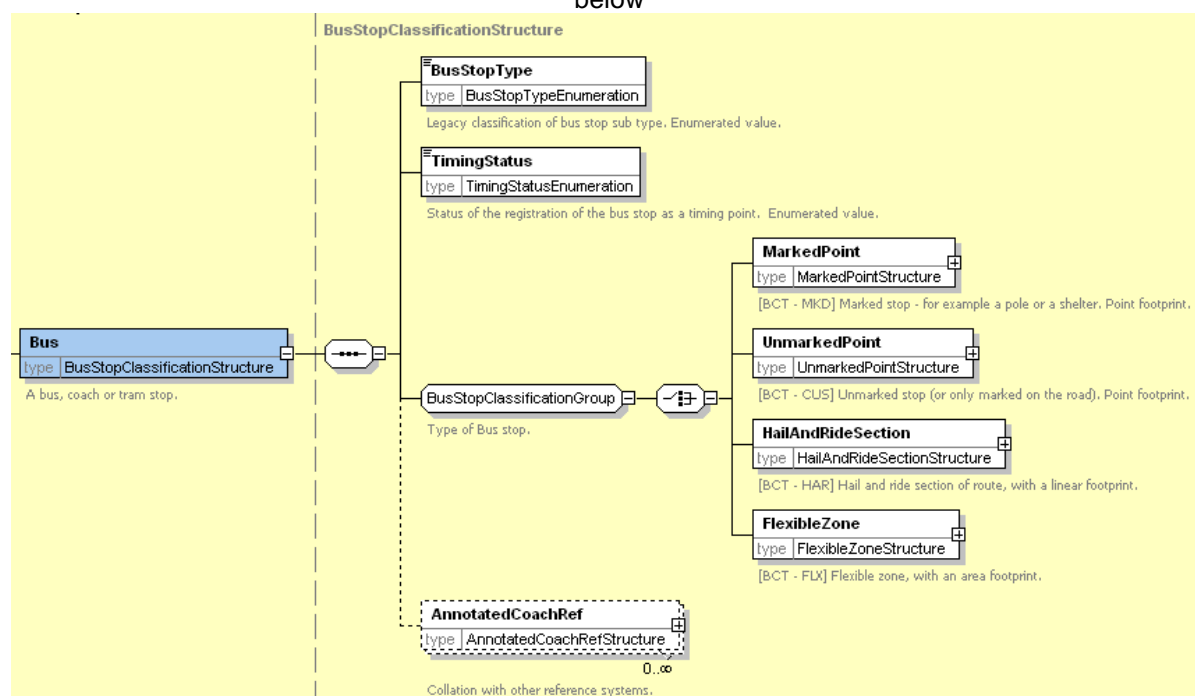 below
BusStopClassificationStructure
BusStopType
type BusStopTypeEnumeration
Legacy classification of bus stop sub type. Enumerated value.
TimingStatus
type TimingStatusEnumeration
Status of the registration of the bus stop as a timing point.  Enumerated value.
MarkedPoint
type MarkedPointStructure
[BCT - MKD] Marked stop - for example a pole or a shelter. Point footprint.
Bus
type BusStopClassificationStructure
A bus, coach or tram stop.
UnmarkedPoint
type UnmarkedPointStructure
[BCT - CUS] Unmarked stop (or only marked on the road). Point footprint.
BusStopClassificationGroup
Type of Bus stop.
HailAndRideSection
type HailAndRideSectionStructure
[BCT - HAR] Hail and ride section of route, with a linear footprint.
FlexibleZone
type FlexibleZoneStructure
[BCT - FLX] Flexible zone, with an area footprint.
AnnotatedCoachRef
type AnnotatedCoachRefStructure
0..∞
Collation with other reference systems.